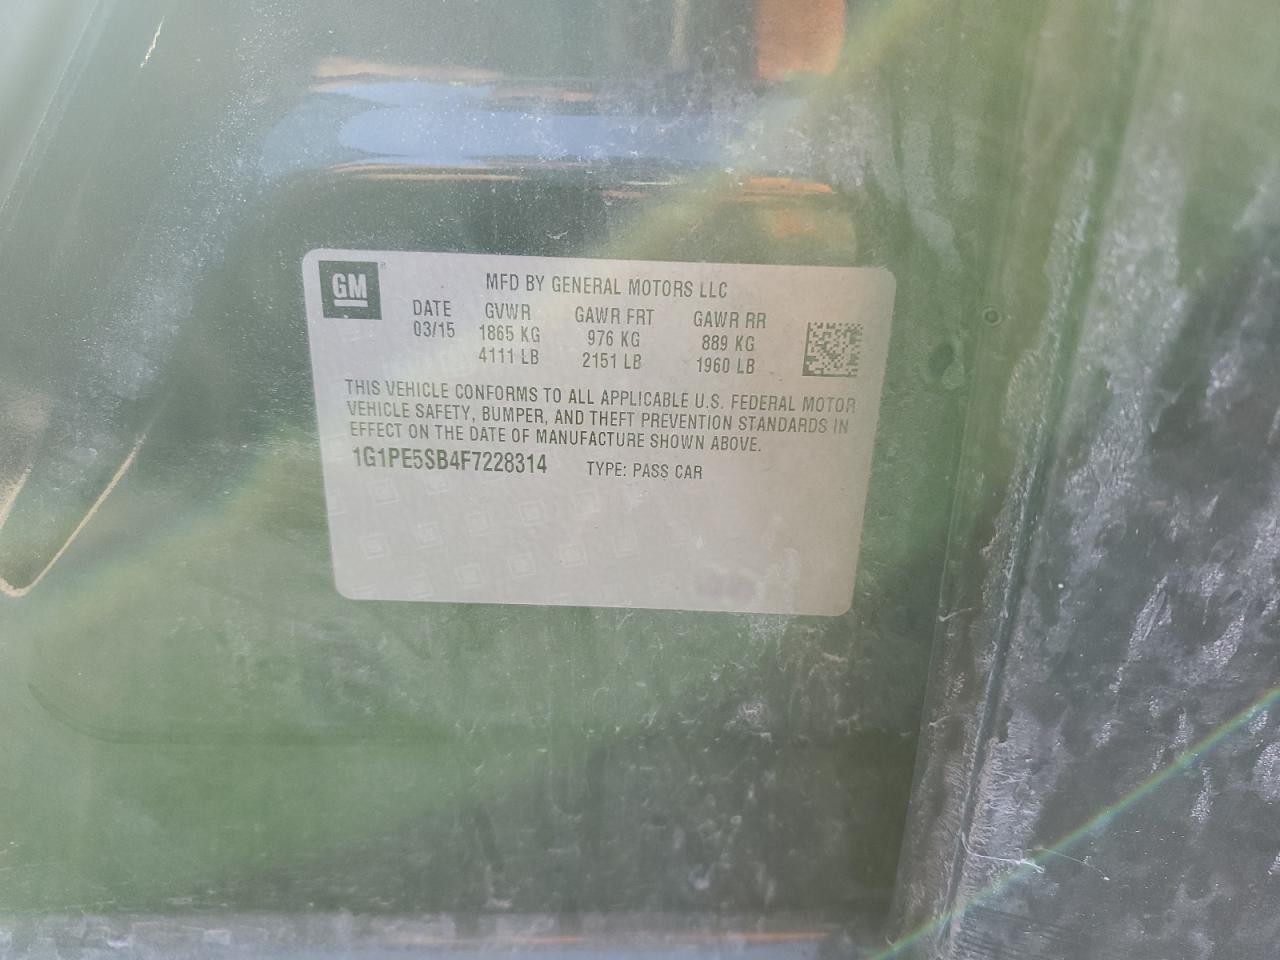 GM
MFD BY GENERAL MOTORS LLC
DATE GVWR GAWR FRT GAWR RR
03/15 1865 KG 976 KG 889 KG
4111 LB 2151 LB 1960 LB
THIS VEHICLE CONFORMS TO ALL APPLICABLE U.S. FEDERAL MOTOR
VEHICLE SAFETY, BUMPER, AND THEFT PREVENTION STANDARDS IN
EFFECT ON THE DATE OF MANUFACTURE SHOWN ABOVE.
1G1PE5SB4F7228314 TYPE: PASS CAR